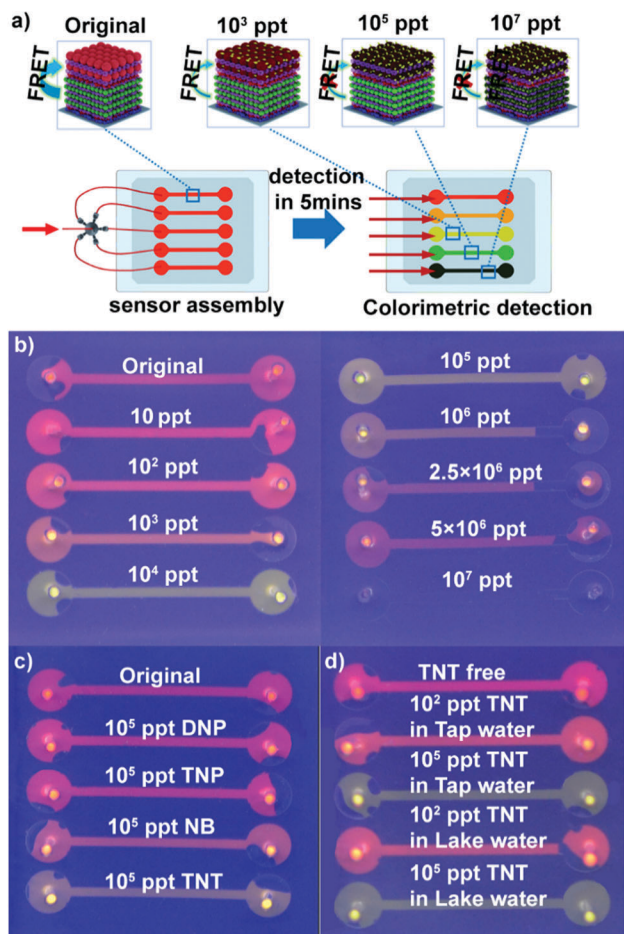 a)
Original
10³ ppt
10⁵ ppt
10⁷ ppt
FRET
FRET
FRET
FRET
detection
in 5mins
sensor assembly
Colorimetric detection
b)
Original
10 ppt
10² ppt
10³ ppt
10⁴ ppt
10⁵ ppt
10⁶ ppt
2.5×10⁶ ppt
5×10⁶ ppt
10⁷ ppt
c)
Original
10⁵ ppt DNP
10⁵ ppt TNP
10⁵ ppt NB
10⁵ ppt TNT
d)
TNT free
10² ppt TNT
in Tap water
10⁵ ppt TNT
in Tap water
10² ppt TNT
in Lake water
10⁵ ppt TNT
in Lake water